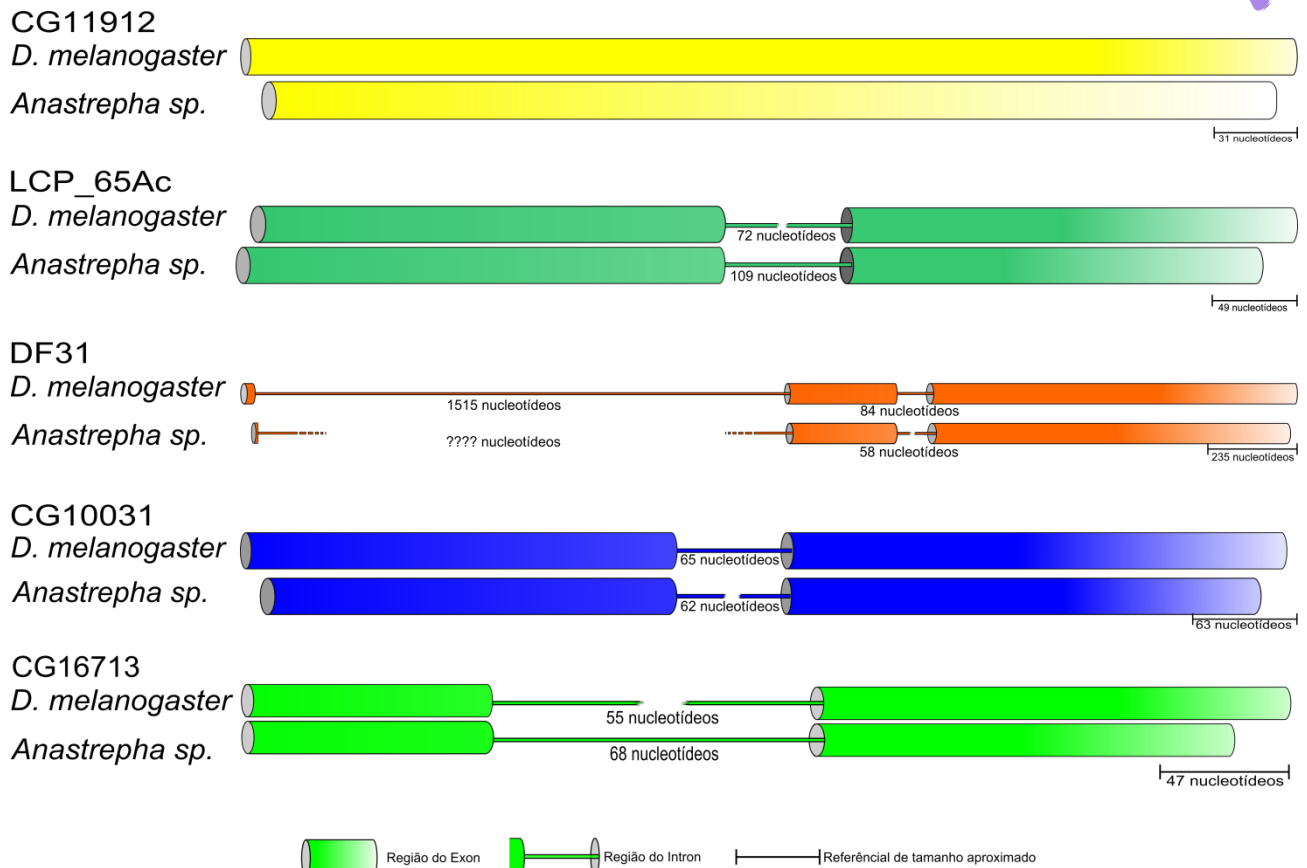 CG11912
D. melanogaster
Anastrepha sp.
31 nucleotídeos
LCP_65Ac
D. melanogaster
72 nucleotídeos
Anastrepha sp.
109 nucleotídeos
49 nucleotídeos
DF31
D. melanogaster
1515 nucleotídeos
84 nucleotídeos
Anastrepha sp.
???? nucleotídeos
58 nucleotídeos
235 nucleotídeos
CG10031
D. melanogaster
65 nucleotídeos
Anastrepha sp.
62 nucleotídeos
63 nucleotídeos
CG16713
D. melanogaster
55 nucleotídeos
Anastrepha sp.
68 nucleotídeos
47 nucleotídeos
Região do Exon
Região do Intron
Referêncial de tamanho aproximado